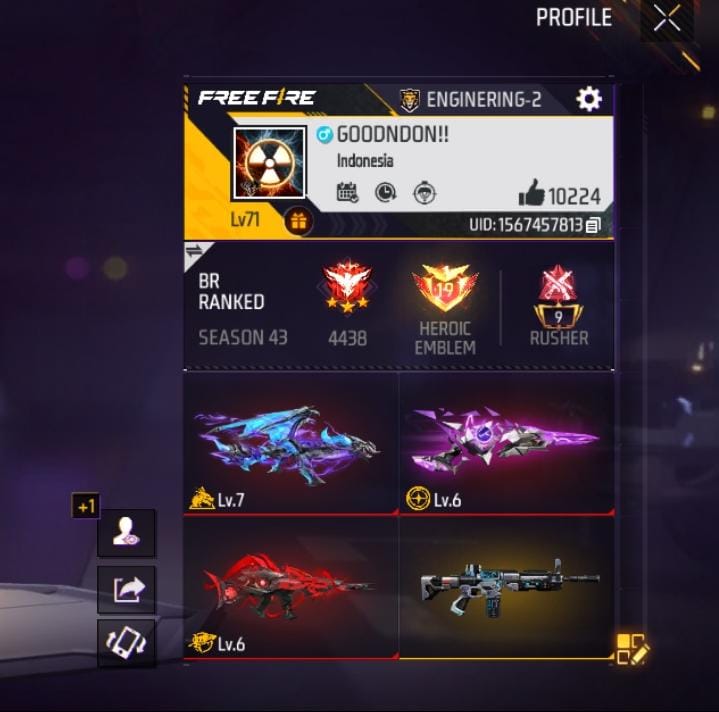 PROFILE
FREE FIRE
ENGINERING-2
GOODNDON!!
Indonesia
10224
Lv71
UID:1567457813
BR
RANKED
SEASON 43
4438
19
HEROIC
EMBLEM
9
RUSHER
Lv.7
Lv.6
+1
Lv.6